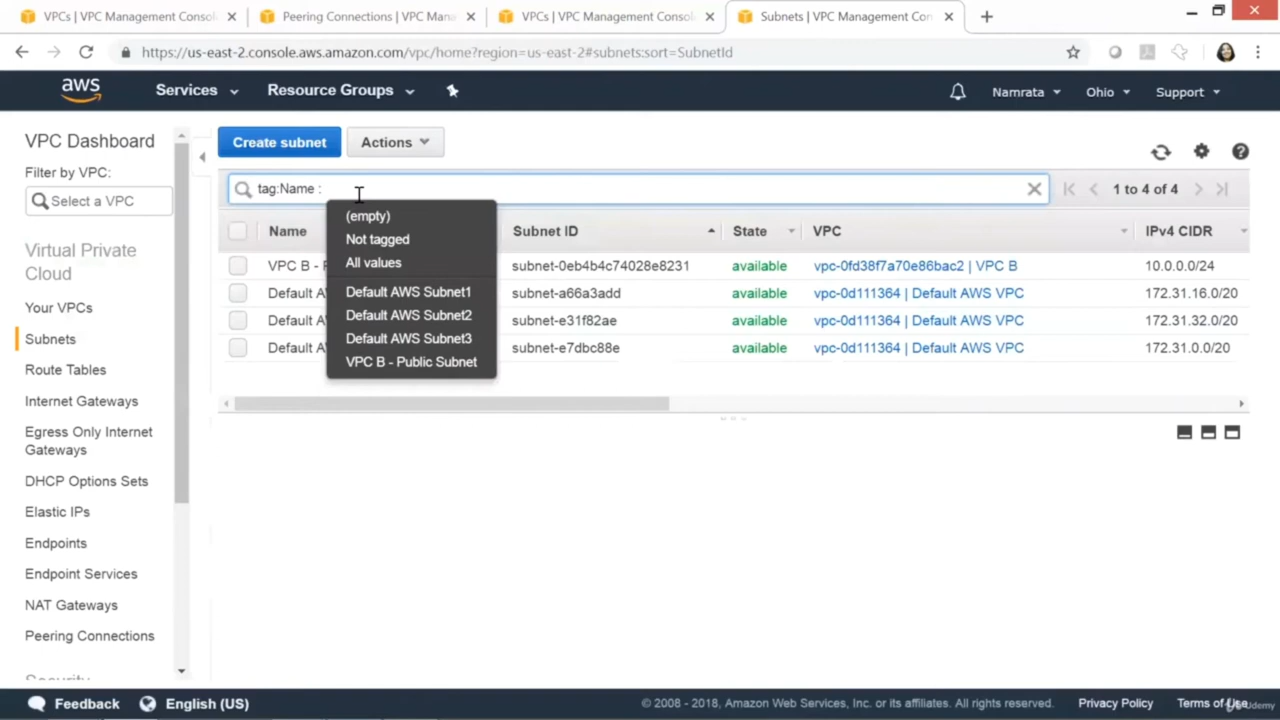 VPCs | VPC Management Consol
Peering Connections | VPC Mana
VPCs | VPC Management Consol
Subnets | VPC Management Con
https://us-east-2.console.aws.amazon.com/vpc/home?region=us-east-2#subnets:sort=SubnetId
aws
Services
Resource Groups
Namrata
Ohio
Support
VPC Dashboard
Filter by VPC:
Select a VPC
Virtual Private
Cloud
Your VPCs
Subnets
Route Tables
Internet Gateways
Egress Only Internet
Gateways
DHCP Options Sets
Elastic IPs
Endpoints
Endpoint Services
NAT Gateways
Peering Connections
Create subnet
Actions
tag:Name :
1 to 4 of 4
Name Subnet ID State VPC IPv4 CIDR
VPC B - subnet-0eb4b4c74028e8231 available vpc-0fd38f7a70e86bac2 | VPC B 10.0.0.0/24
Default A subnet-a66a3add available vpc-0d111364 | Default AWS VPC 172.31.16.0/20
Default A subnet-e31f82ae available vpc-0d111364 | Default AWS VPC 172.31.32.0/20
Default A subnet-e7dbc88e available vpc-0d111364 | Default AWS VPC 172.31.0.0/20
(empty)
Not tagged
All values
Default AWS Subnet1
Default AWS Subnet2
Default AWS Subnet3
VPC B - Public Subnet
Feedback
English (US)
© 2008 - 2018, Amazon Web Services, Inc. or its affiliates. All rights reserved.
Privacy Policy
Terms of Use
Udemy